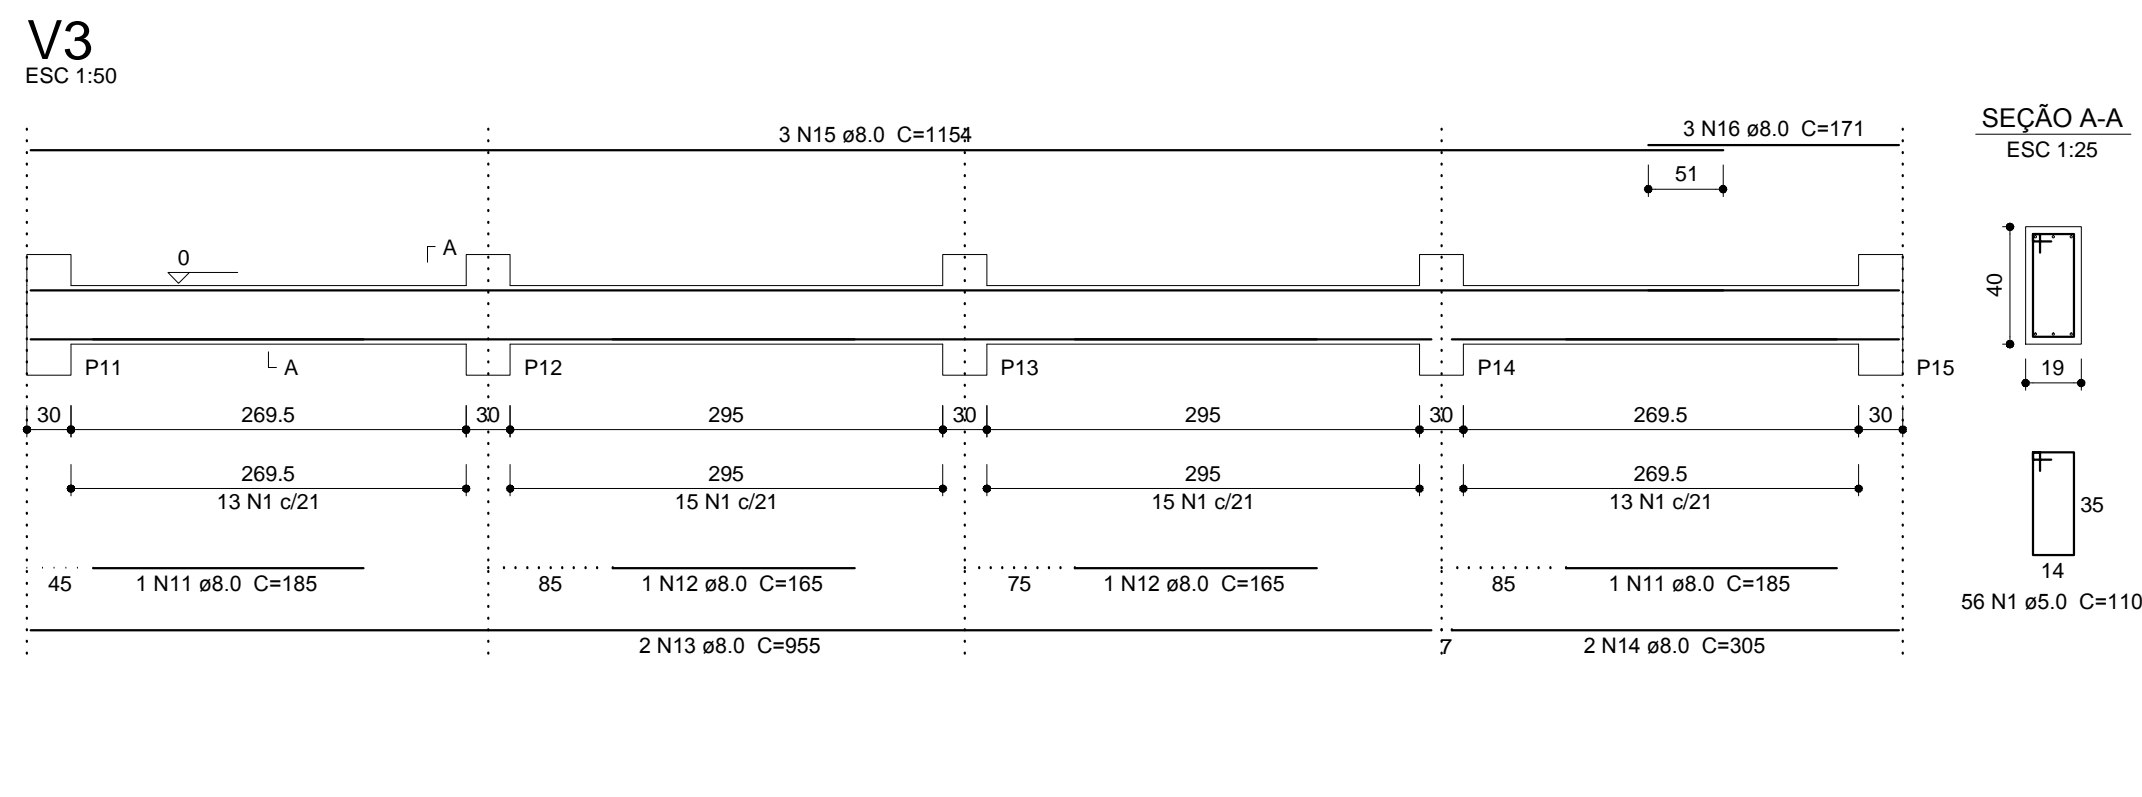 V3
ESC 1:50
3 N15 ø8.0 C=1154
3 N16 ø8.0 C=171
51
SEÇÃO A-A
ESC 1:25
0
A
A
P11
P12
P13
P14
P15
40
19
30
269.5
30
295
30
295
30
269.5
30
269.5
295
295
269.5
13 N1 c/21
15 N1 c/21
15 N1 c/21
13 N1 c/21
35
14
56 N1 ø5.0 C=110
45
1 N11 ø8.0 C=185
85
1 N12 ø8.0 C=165
75
1 N12 ø8.0 C=165
85
1 N11 ø8.0 C=185
2 N13 ø8.0 C=955
7
2 N14 ø8.0 C=305